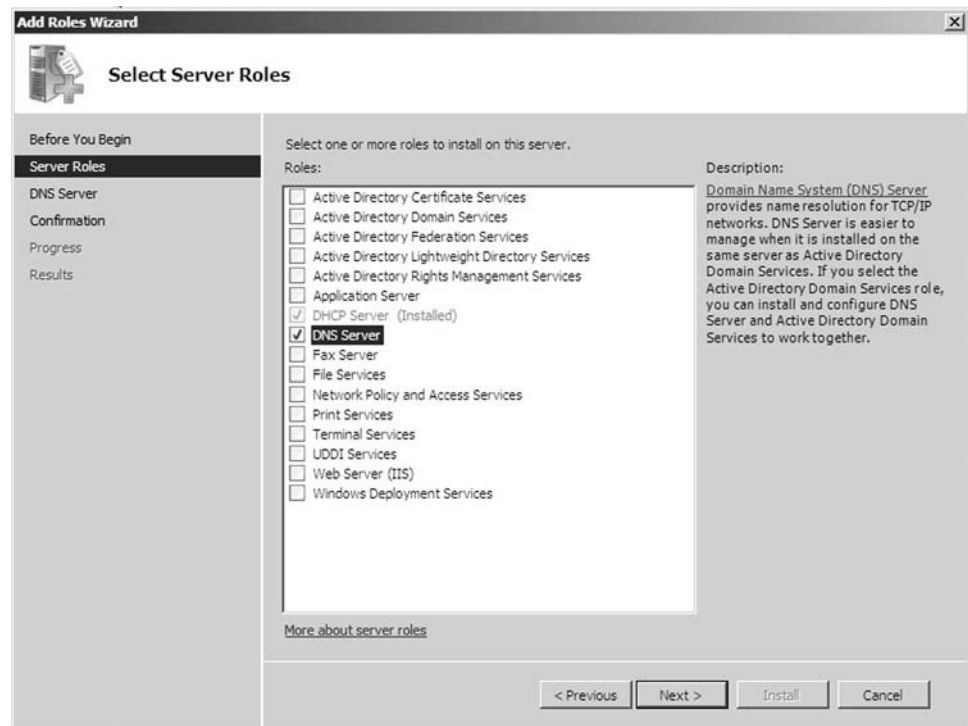 Add Roles Wizard
Select Server Roles
Before You Begin
Server Roles
DNS Server
Confirmation
Progress
Results
Select one or more roles to install on this server.
Roles:
Active Directory Certificate Services
Active Directory Domain Services
Active Directory Federation Services
Active Directory Lightweight Directory Services
Active Directory Rights Management Services
Application Server
DHCP Server (Installed)
DNS Server
Fax Server
File Services
Network Policy and Access Services
Print Services
Terminal Services
UDDI Services
Web Server (IIS)
Windows Deployment Services
More about server roles
Description:
Domain Name System (DNS) Server
provides name resolution for TCP/IP
networks. DNS Server is easier to
manage when it is installed on the
same server as Active Directory
Domain Services. If you select the
Active Directory Domain Services role,
you can install and configure DNS
Server and Active Directory Domain
Services to work together.
< Previous
Next >
Install
Cancel